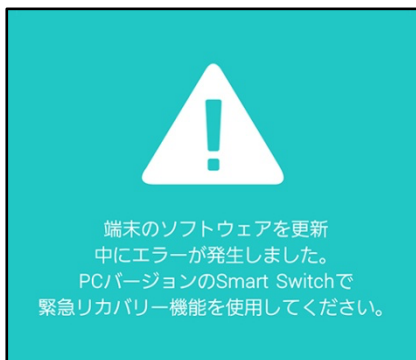 端末のソフトウェアを更新
中にエラーが発生しました。
PCバージョンのSmart Switchで
緊急リカバリー機能を使用してください。